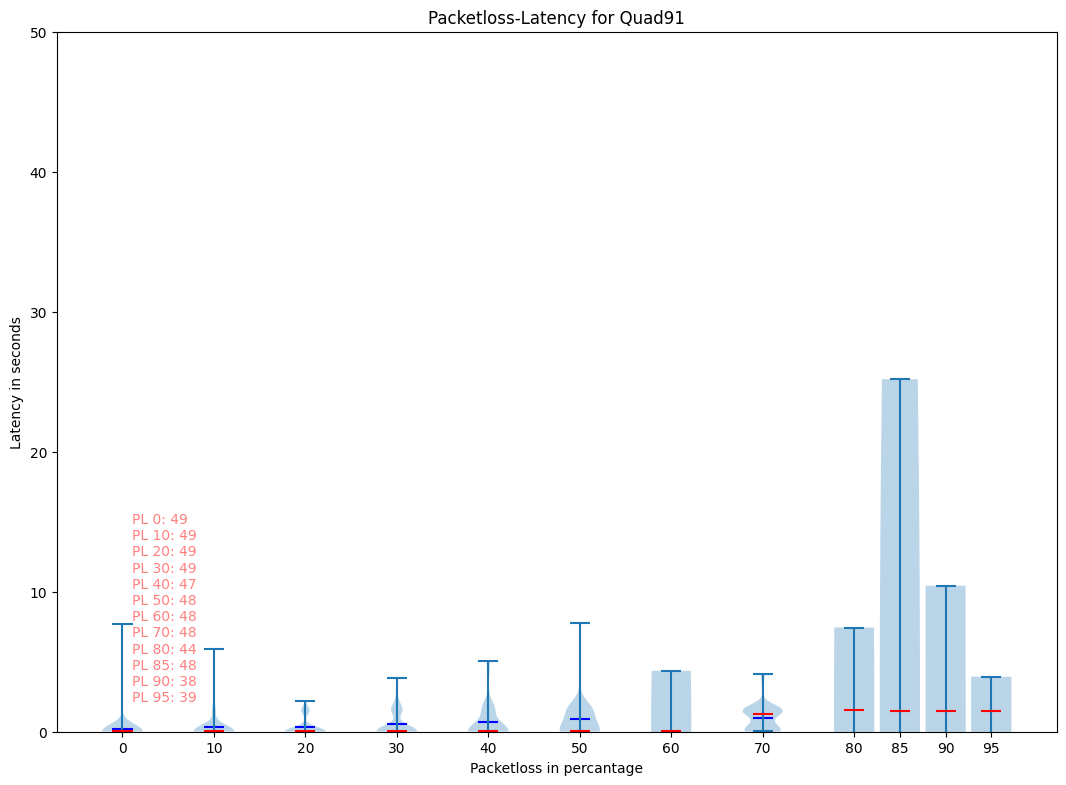 Packetloss-Latency for Quad91
50
40
30
20
10
0
Latency in seconds
PL 0: 49
PL 10: 49
PL 20: 49
PL 30: 49
PL 40: 47
PL 50: 48
PL 60: 48
PL 70: 48
PL 80: 44
PL 85: 48
PL 90: 38
PL 95: 39
0 10 20 30 40 50 60 70 80 85 90 95
Packetloss in percantage